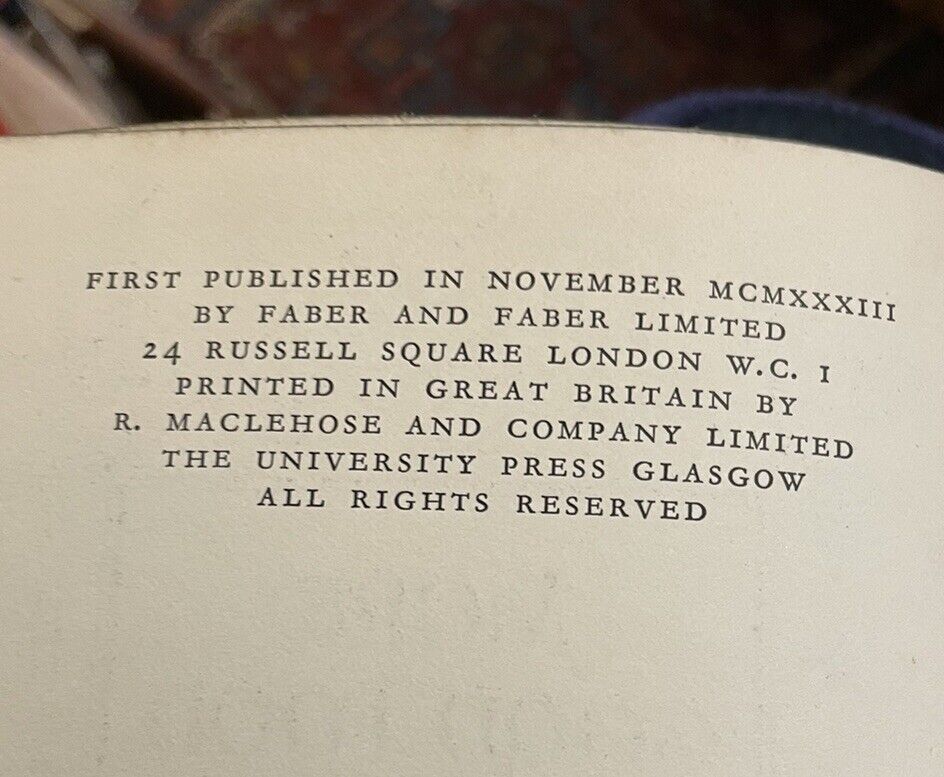 FIRST PUBLISHED IN NOVEMBER MCMXXXIII
BY FABER AND FABER LIMITED
24 RUSSELL SQUARE LONDON W.C. 1
PRINTED IN GREAT BRITAIN BY
R. MACLEHOSE AND COMPANY LIMITED
THE UNIVERSITY PRESS GLASGOW
ALL RIGHTS RESERVED